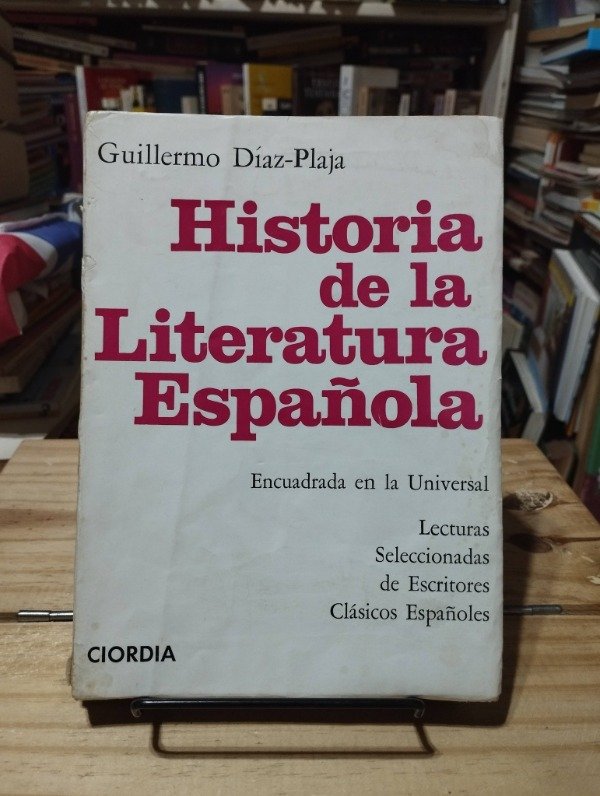 Guillermo Díaz-Plaja
Historia
de la
Literatura
Española
Encuadrada en la Universal
Lecturas
Seleccionadas
de Escritores
Clásicos Españoles
CIORDIA